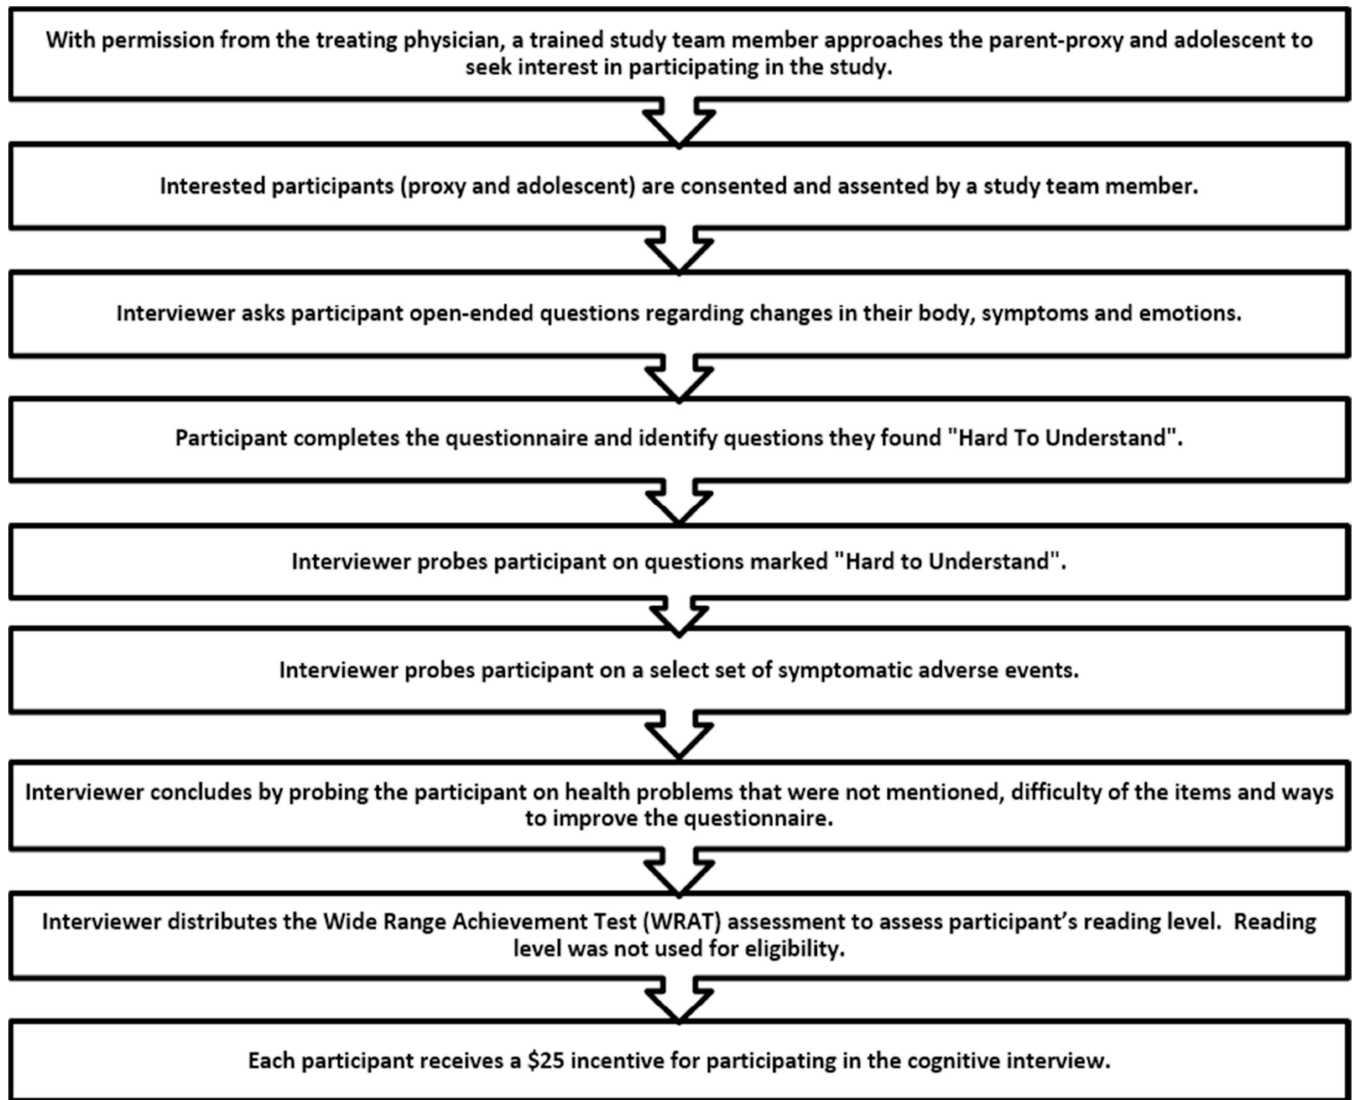 With permission from the treating physician, a trained study team member approaches the parent-proxy and adolescent to
seek interest in participating in the study.
Interested participants (proxy and adolescent) are consented and assented by a study team member.
Interviewer asks participant open-ended questions regarding changes in their body, symptoms and emotions.
Participant completes the questionnaire and identify questions they found "Hard To Understand".
Interviewer probes participant on questions marked "Hard to Understand".
Interviewer probes participant on a select set of symptomatic adverse events.
Interviewer concludes by probing the participant on health problems that were not mentioned, difficulty of the items and ways
to improve the questionnaire.
Interviewer distributes the Wide Range Achievement Test (WRAT) assessment to assess participant’s reading level.  Reading
level was not used for eligibility.
Each participant receives a $25 incentive for participating in the cognitive interview.